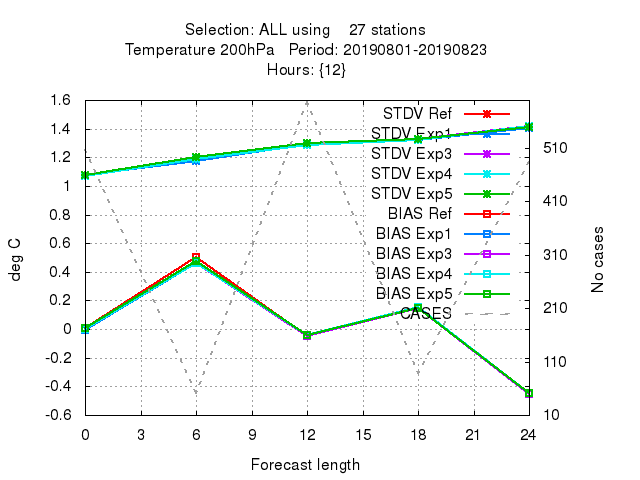 Selection: ALL using 27 stations
Temperature 200hPa Period: 20190801-20190823
Hours: {12}
deg C
1.6
1.4
1.2
1
0.8
0.6
0.4
0.2
0
-0.2
-0.4
-0.6
STDV Ref
STDV Exp1
STDV Exp3
STDV Exp4
STDV Exp5
BIAS Ref
BIAS Exp1
BIAS Exp3
BIAS Exp4
BIAS Exp5
CASES
510
410
310
210
110
10
No cases
0 3 6 9 12 15 18 21 24
Forecast length